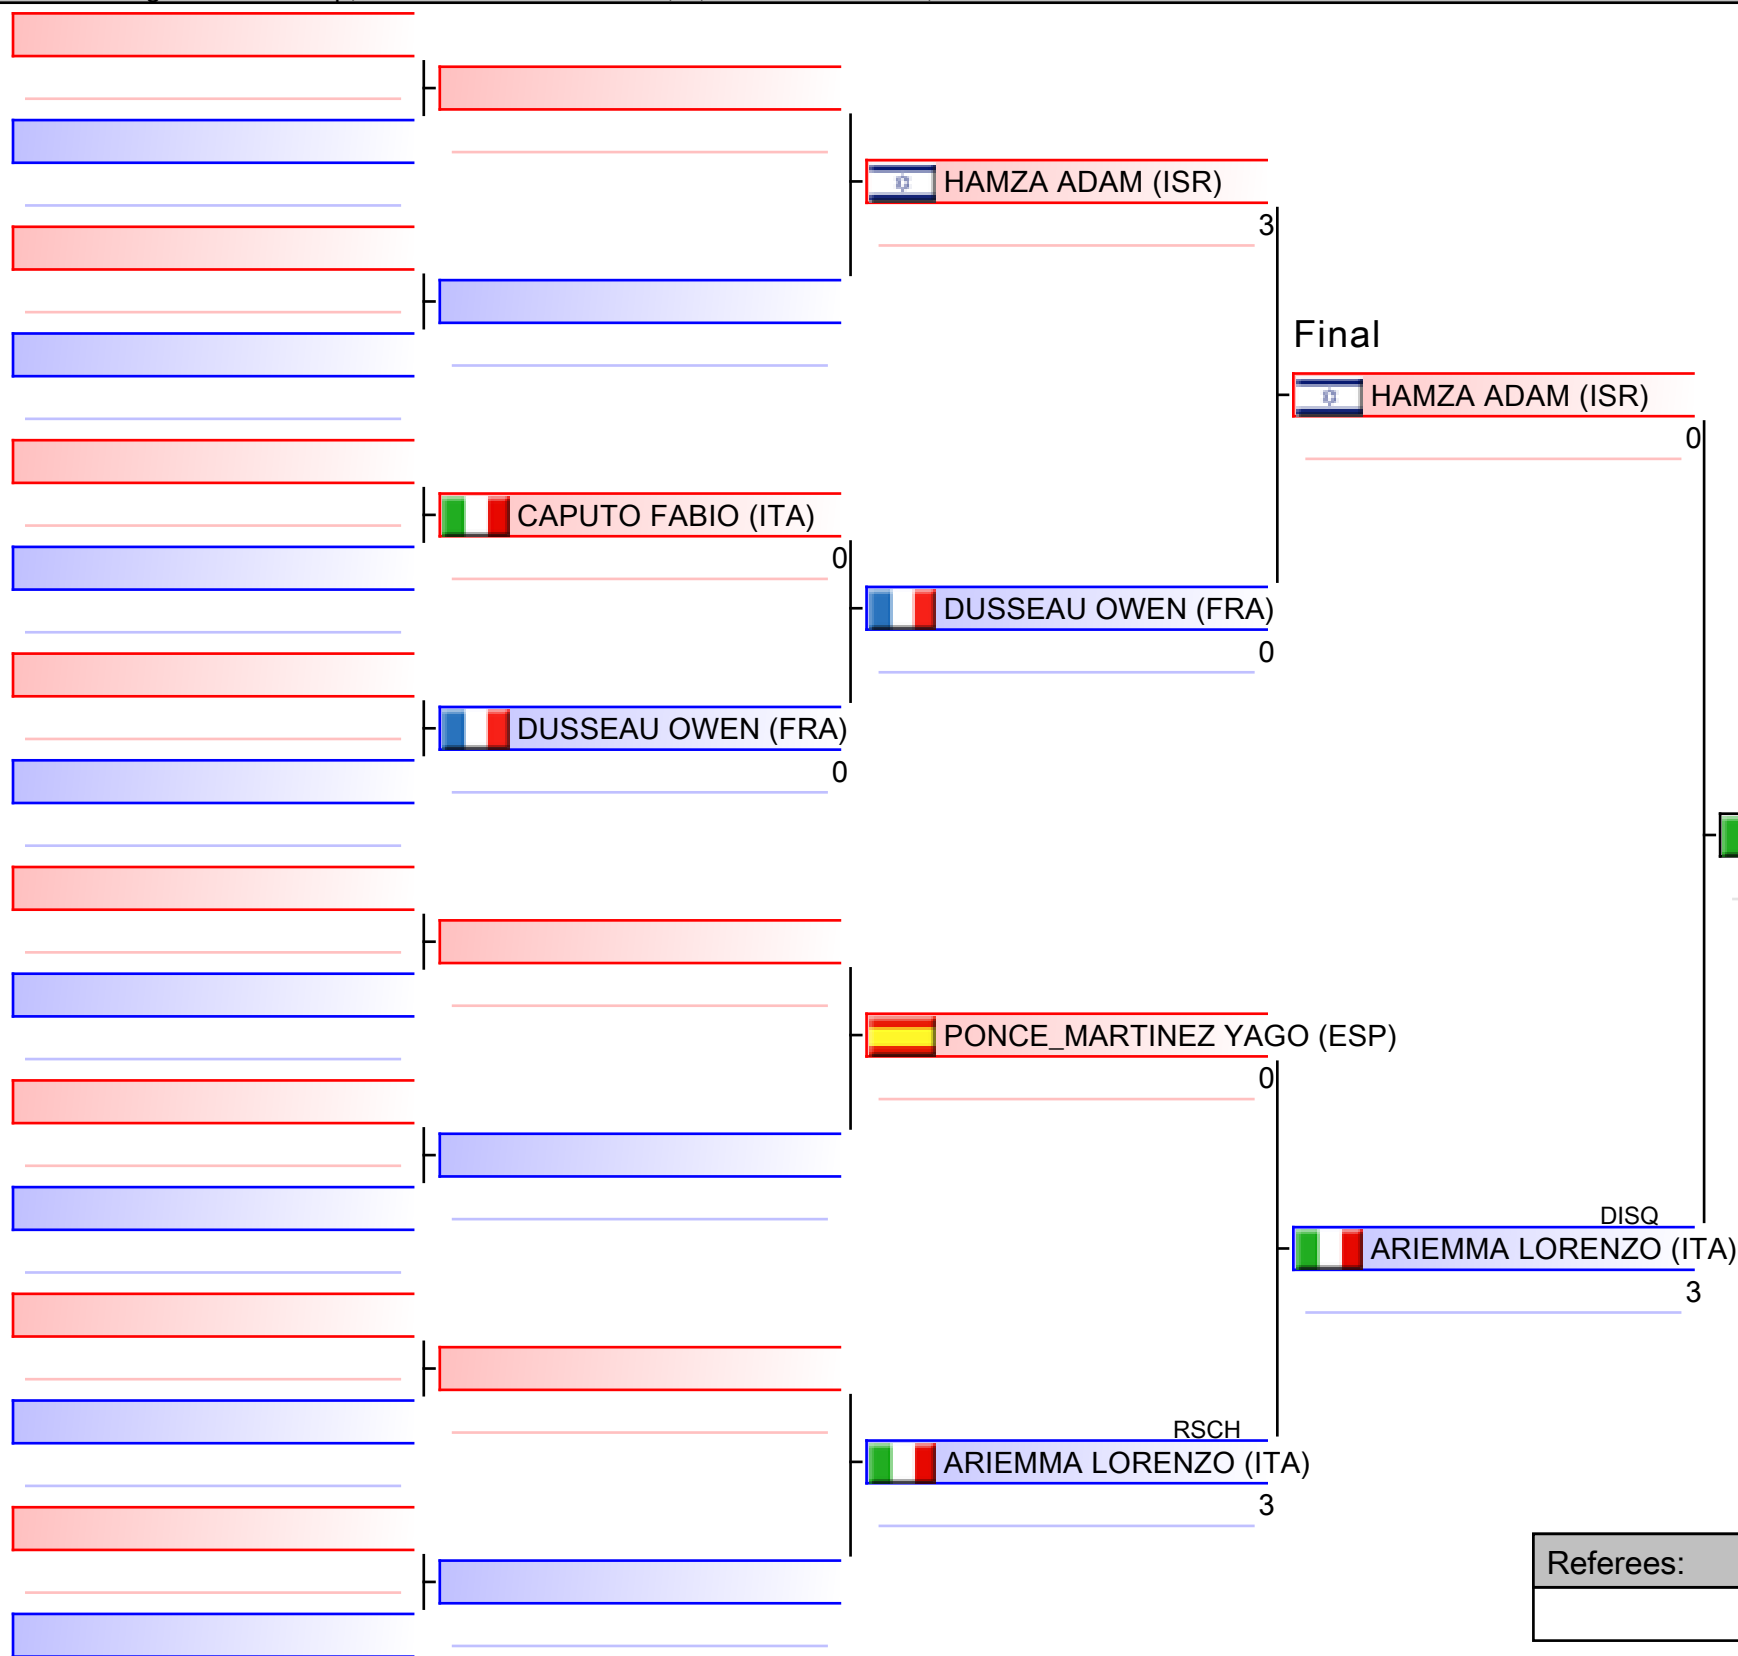 HAMZA ADAM (ISR)
3
Final
HAMZA ADAM (ISR)
0
CAPUTO FABIO (ITA)
0
DUSSEAU OWEN (FRA)
0
DUSSEAU OWEN (FRA)
0
PONCE_MARTINEZ YAGO (ESP)
0
DISQ
ARIEMMA LORENZO (ITA)
3
RSCH
ARIEMMA LORENZO (ITA)
3
Referees: